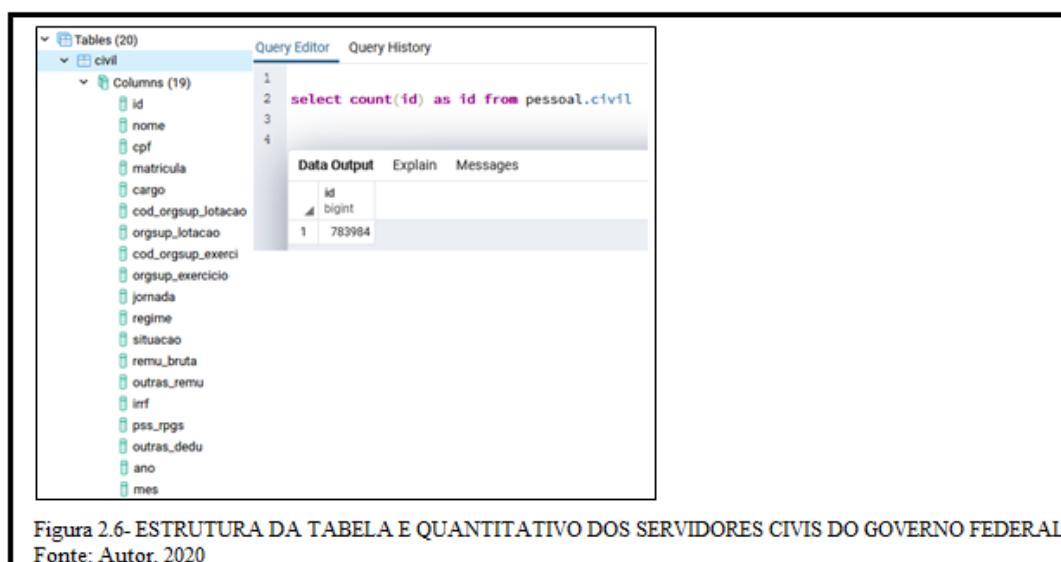 Tables (20)
civil
Columns (19)
id
nome
cpf
matricula
cargo
cod_orgsup_lotacao
orgsup_lotacao
cod_orgsup_exerci
orgsup_exercicio
jornada
regime
situacao
remu_bruta
outras_remu
irrf
pss_rpgs
outras_dedu
ano
mes
Query Editor Query History
1
2 select count(id) as id from pessoal.civil
3
4
Data Output Explain Messages
id
bigint
1 783984
Figura 2.6- ESTRUTURA DA TABELA E QUANTITATIVO DOS SERVIDORES CIVIS DO GOVERNO FEDERAL
Fonte: Autor, 2020